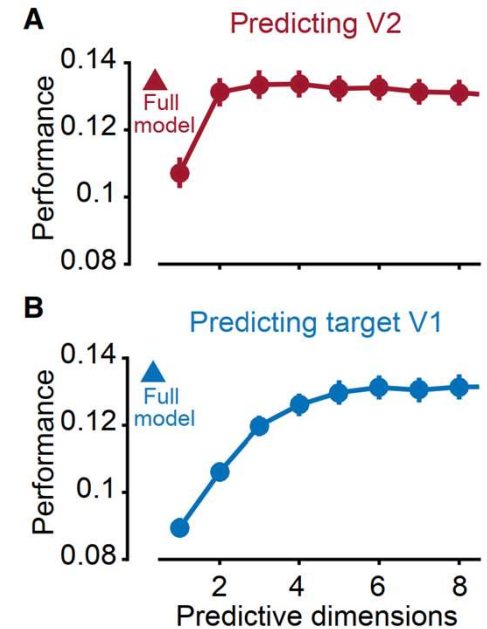 A
Predicting V2
Performance
0.14
0.12
0.1
0.08
Full
model
B
Predicting target V1
Performance
0.14
0.12
0.1
0.08
Full
model
2 4 6 8
Predictive dimensions